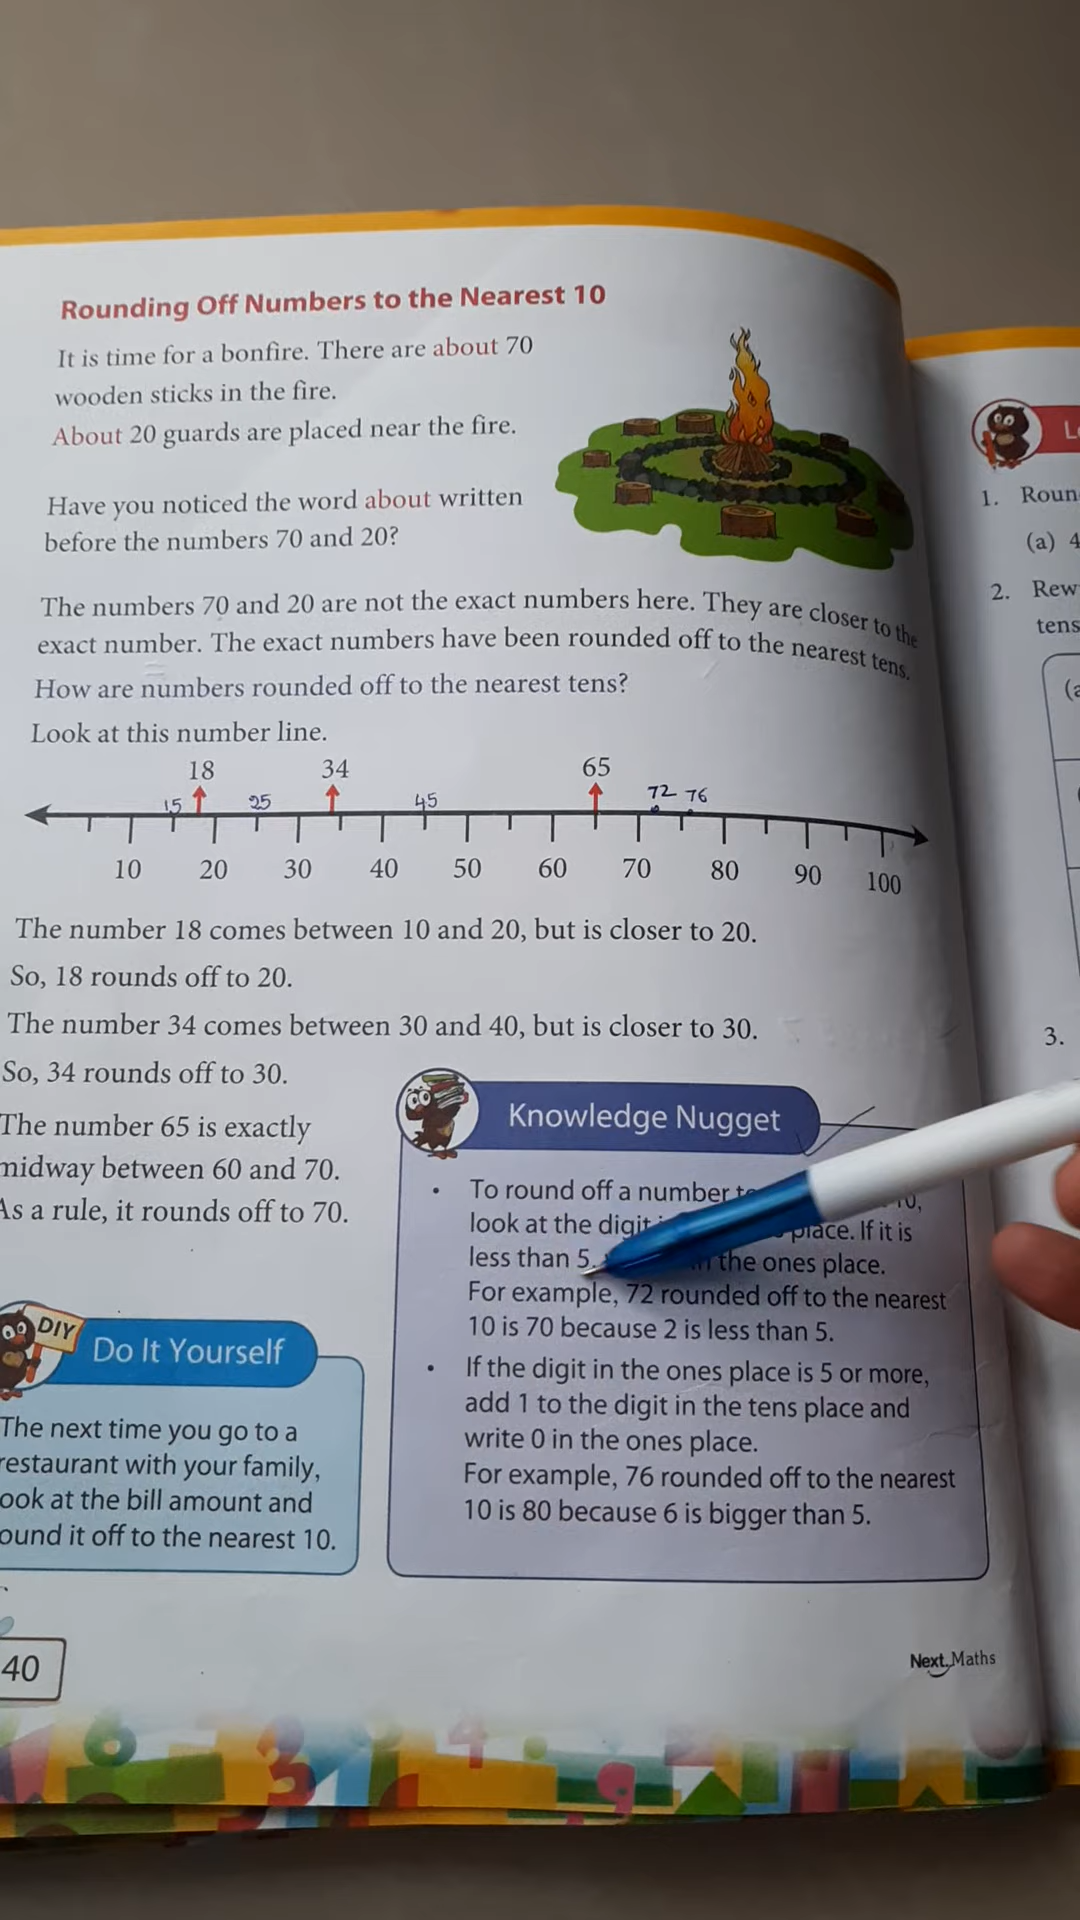 Rounding Off Numbers to the Nearest 10
It is time for a bonfire. There are about 70
wooden sticks in the fire.
About 20 guards are placed near the fire.
Have you noticed the word about written
before the numbers 70 and 20?
The numbers 70 and 20 are not the exact numbers here. They are closer to the
exact number. The exact numbers have been rounded off to the nearest tens.
How are numbers rounded off to the nearest tens?
Look at this number line.
18 34 65
15 25 45 72 76
10 20 30 40 50 60 70 80 90 100
The number 18 comes between 10 and 20, but is closer to 20.
So, 18 rounds off to 20.
The number 34 comes between 30 and 40, but is closer to 30.
So, 34 rounds off to 30.
The number 65 is exactly
midway between 60 and 70.
As a rule, it rounds off to 70.
Knowledge Nugget
• To round off a number
look at the digit place. If it is
less than 5, the ones place.
For example, 72 rounded off to the nearest
10 is 70 because 2 is less than 5.
• If the digit in the ones place is 5 or more,
add 1 to the digit in the tens place and
write 0 in the ones place.
For example, 76 rounded off to the nearest
10 is 80 because 6 is bigger than 5.
DIY
Do It Yourself
The next time you go to a
restaurant with your family,
ook at the bill amount and
ound it off to the nearest 10.
40
Next Maths
1. Roun
(a) 4
2. Rew
tens
(a
3.